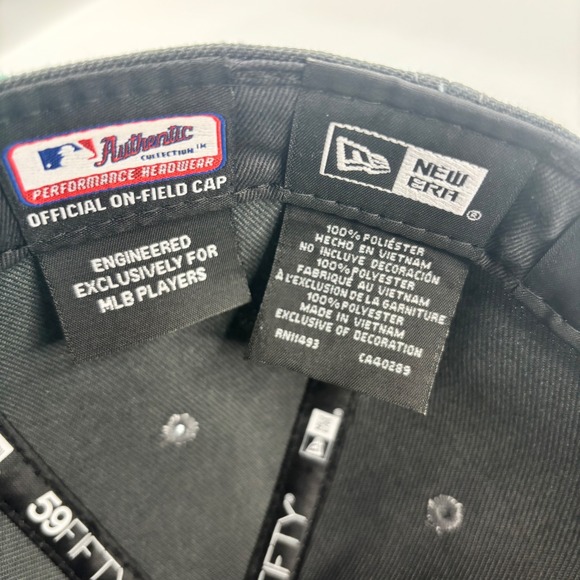 Authentic
COLLECTION TM
PERFORMANCE HEADWEAR
OFFICIAL ON-FIELD CAP
ENGINEERED
EXCLUSIVELY FOR
MLB PLAYERS
NEW
ERA®
100% POLIÉSTER
HECHO EN VIETNAM
NO INCLUYE DECORACIÓN
100% POLYESTER
FABRIQUÉ AU VIETNAM
À L'EXCLUSION DE LA GARNITURE
100% POLYESTER
MADE IN VIETNAM
EXCLUSIVE OF DECORATION
RN11493 CA40289
59FIFTY
FIFTY